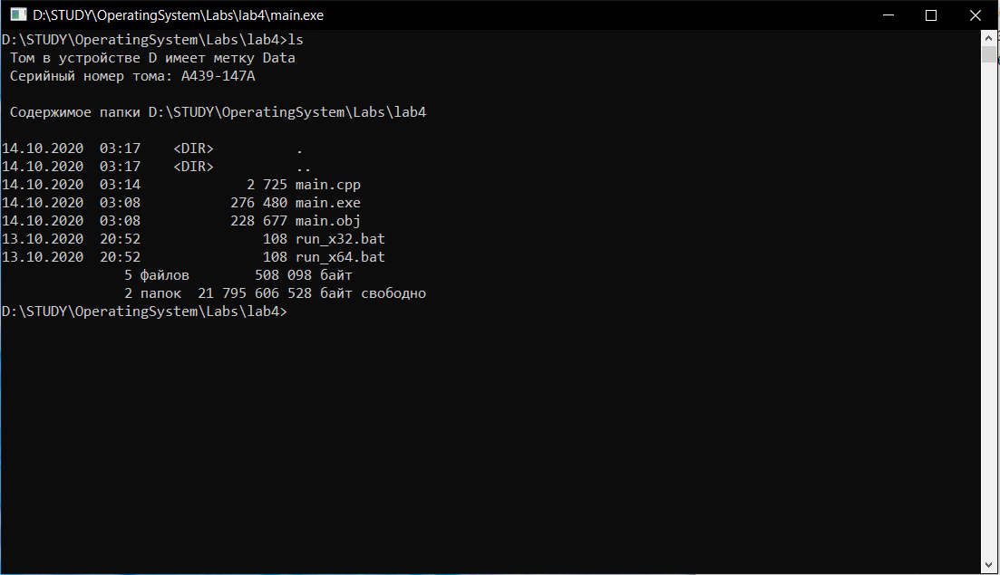 D:\STUDY\OperatingSystem\Labs\lab4\main.exe
D:\STUDY\OperatingSystem\Labs\lab4>ls
 Том в устройстве D имеет метку Data
 Серийный номер тома: A439-147A

 Содержимое папки D:\STUDY\OperatingSystem\Labs\lab4

14.10.2020  03:17    <DIR>          .
14.10.2020  03:17    <DIR>          ..
14.10.2020  03:14             2 725 main.cpp
14.10.2020  03:08           276 480 main.exe
14.10.2020  03:08           228 677 main.obj
13.10.2020  20:52               108 run_x32.bat
13.10.2020  20:52               108 run_x64.bat
               5 файлов        508 098 байт
               2 папок  21 795 606 528 байт свободно
D:\STUDY\OperatingSystem\Labs\lab4>